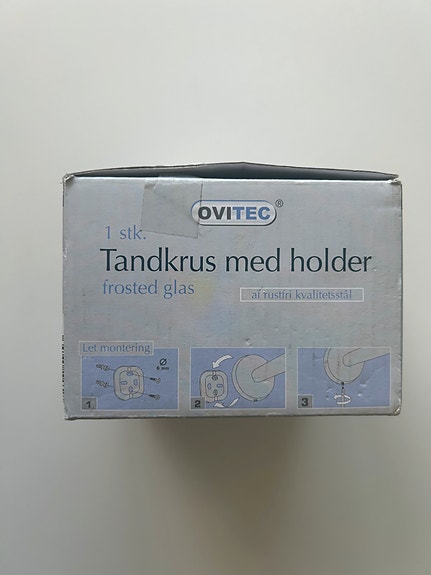 OVITEC®
1 stk.
Tandkrus med holder
frosted glas
af rustfri kvalitetsstål
Let montering
Ø
6 mm
1
2
3